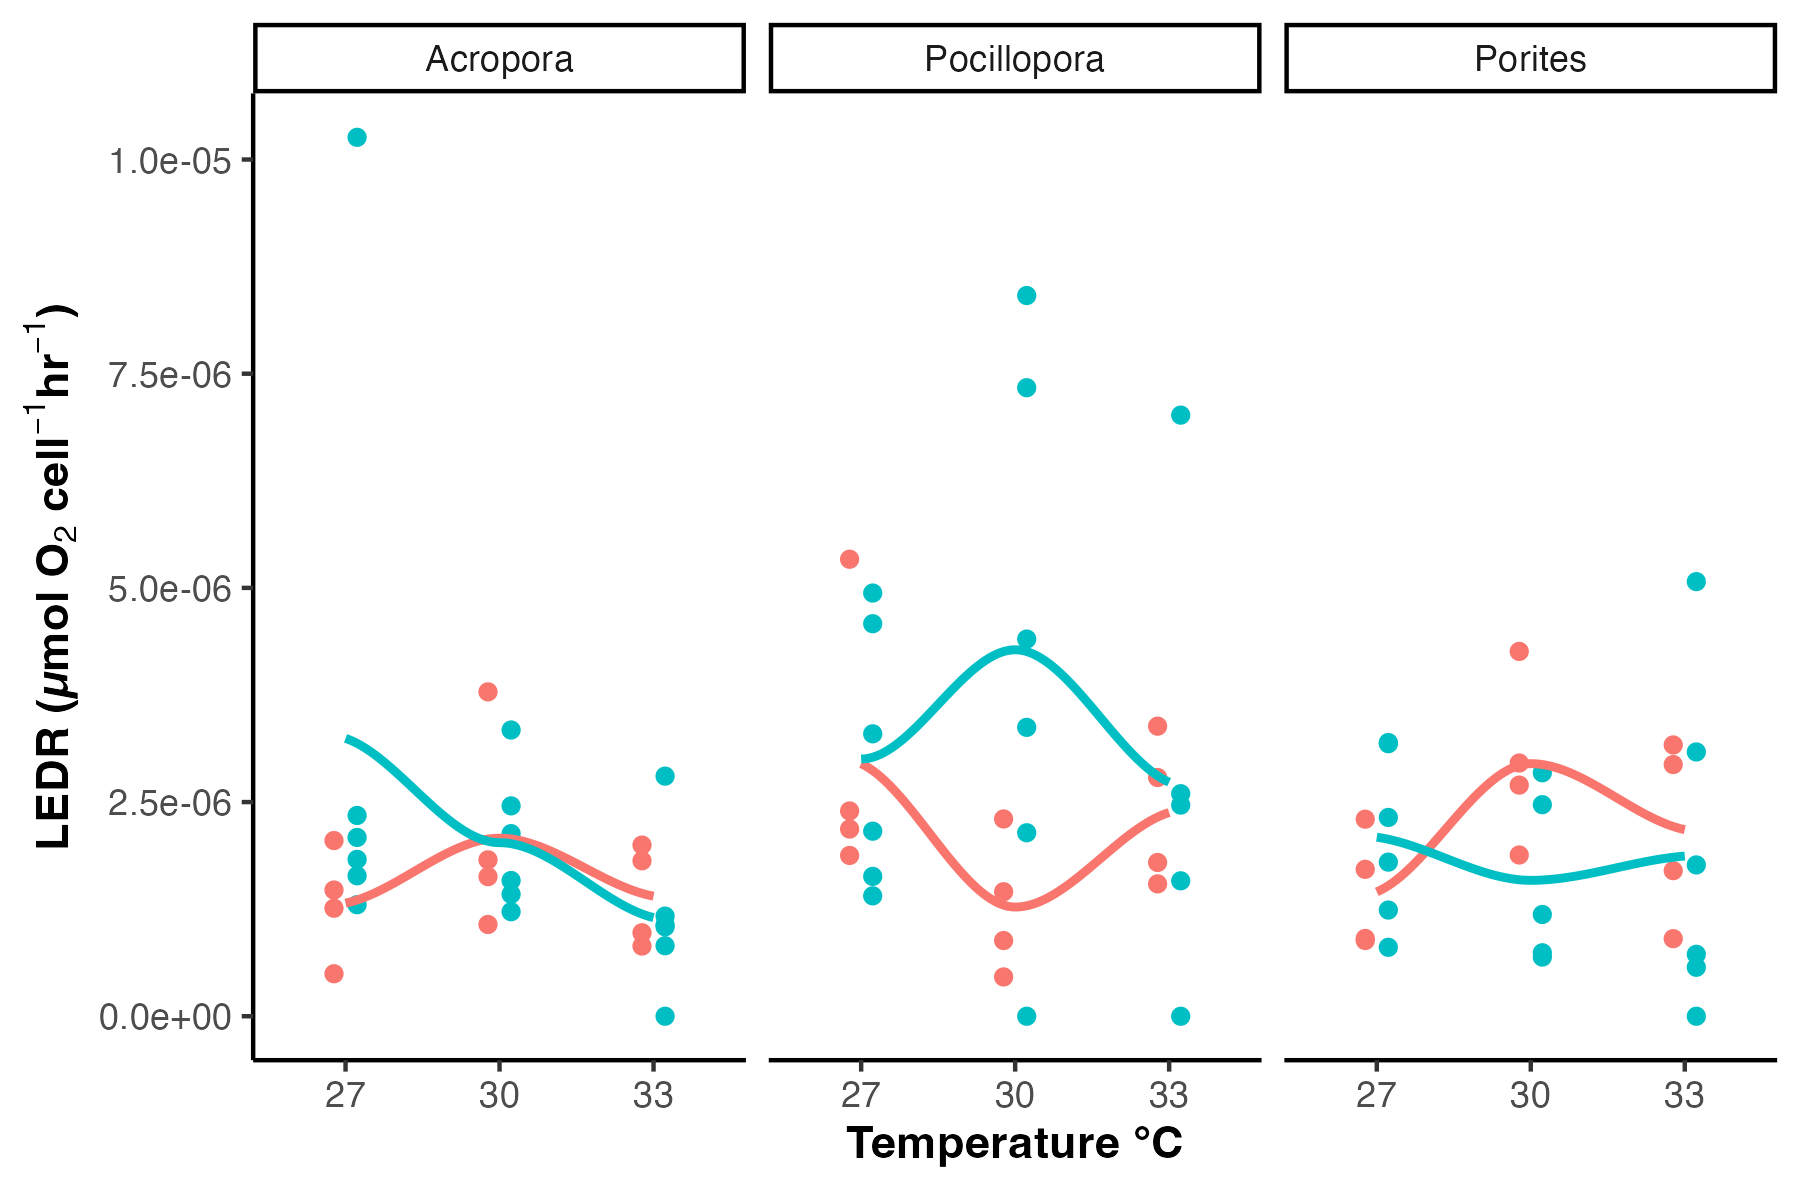 Acropora
Pocillopora
Porites
LEDR (µmol O₂ cell⁻¹hr⁻¹)
1.0e-05
7.5e-06
5.0e-06
2.5e-06
0.0e+00
27 30 33
27 30 33
27 30 33
Temperature °C